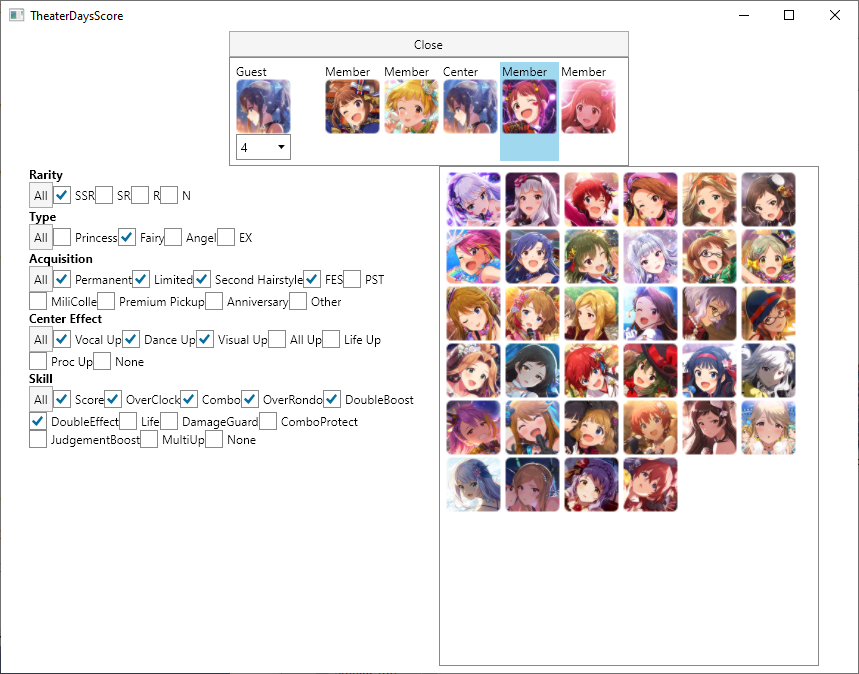 TheaterDaysScore
Close
Guest Member Member Center Member Member
4
Rarity
All SSR SR R N
Type
All Princess Fairy Angel EX
Acquisition
All Permanent Limited Second Hairstyle FES PST
MiliColle Premium Pickup Anniversary Other
Center Effect
All Vocal Up Dance Up Visual Up All Up Life Up
Proc Up None
Skill
All Score OverClock Combo OverRondo DoubleBoost
DoubleEffect Life DamageGuard ComboProtect
JudgementBoost MultiUp None